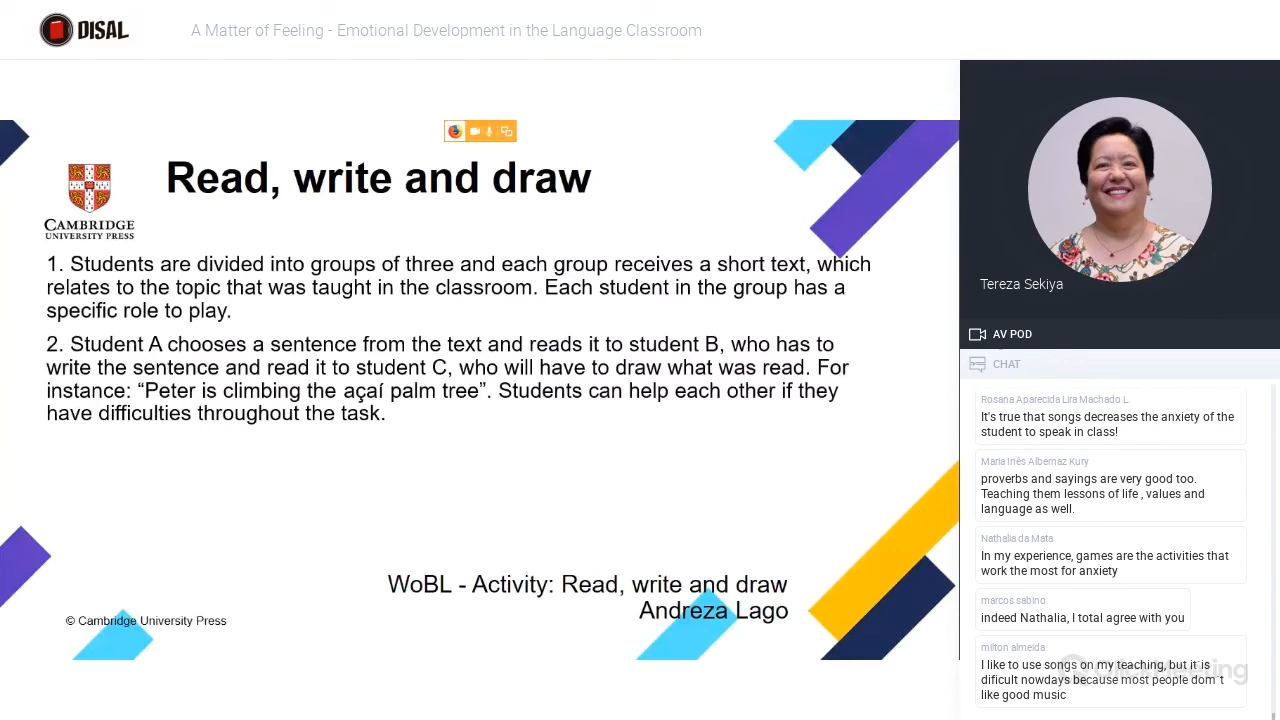 DISAL
A Matter of Feeling - Emotional Development in the Language Classroom
Read, write and draw
CAMBRIDGE
UNIVERSITY PRESS
1. Students are divided into groups of three and each group receives a short text, which
relates to the topic that was taught in the classroom. Each student in the group has a
specific role to play.
2. Student A chooses a sentence from the text and reads it to student B, who has to
write the sentence and read it to student C, who will have to draw what was read. For
instance: “Peter is climbing the açaí palm tree”. Students can help each other if they
have difficulties throughout the task.
WoBL - Activity: Read, write and draw
Andreza Lago
© Cambridge University Press
Tereza Sekiya
AV POD
CHAT
Rosana Aparecida Lira Machado L.
It's true that songs decreases the anxiety of the
student to speak in class!
Maria Inês Albernaz Kury
proverbs and sayings are very good too.
Teaching them lessons of life , values and
language as well.
Nathalia da Mata
In my experience, games are the activities that
work the most for anxiety
marcos sabino
indeed Nathalia, I total agree with you
milton almeida
I like to use songs on my teaching, but it is
dificult nowdays because most people dom´t
like good music
clickmeeting